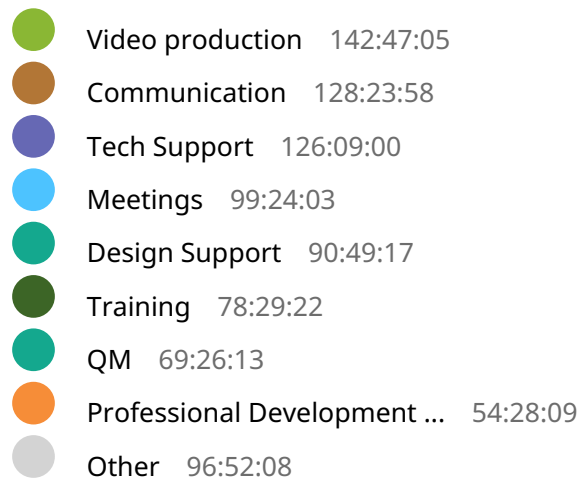 Video production 142:47:05
Communication 128:23:58
Tech Support 126:09:00
Meetings 99:24:03
Design Support 90:49:17
Training 78:29:22
QM 69:26:13
Professional Development ... 54:28:09
Other 96:52:08